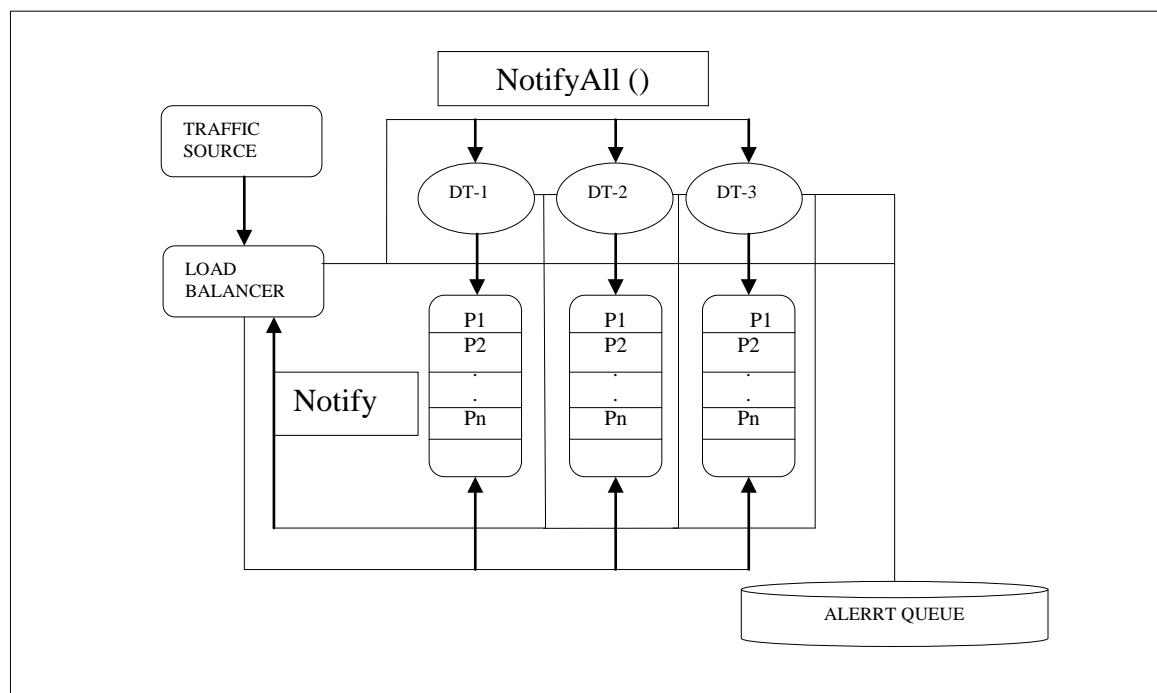 NotifyAll ()
TRAFFIC
SOURCE
DT-1
DT-2
DT-3
LOAD
BALANCER
P1
P2
.
.
Pn
P1
P2
.
.
Pn
P1
P2
.
.
Pn
Notify
ALERRT QUEUE